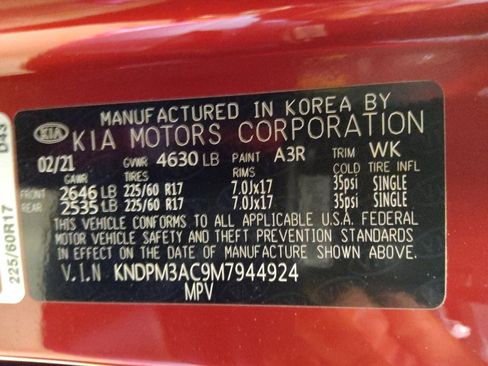 MANUFACTURED IN KOREA BY
KIA KIA MOTORS CORPORATION
02/21 GVWR 4630 LB PAINT A3R TRIM WK
GAWR TIRES RIMS COLD TIRE INFL
FRONT 2646 LB 225/60 R17 7.0Jx17 35psi SINGLE
REAR 2535 LB 225/60 R17 7.0Jx17 35psi SINGLE
THIS VEHICLE CONFORMS TO ALL APPLICABLE U.S.A. FEDERAL
MOTOR VEHICLE SAFETY AND THEFT PREVENTION STANDARDS
IN EFFECT ON THE DATE OF MANUFACTURE SHOWN ABOVE.
V.I.N KNDPM3AC9M7944924
MPV
225/60R17 D43